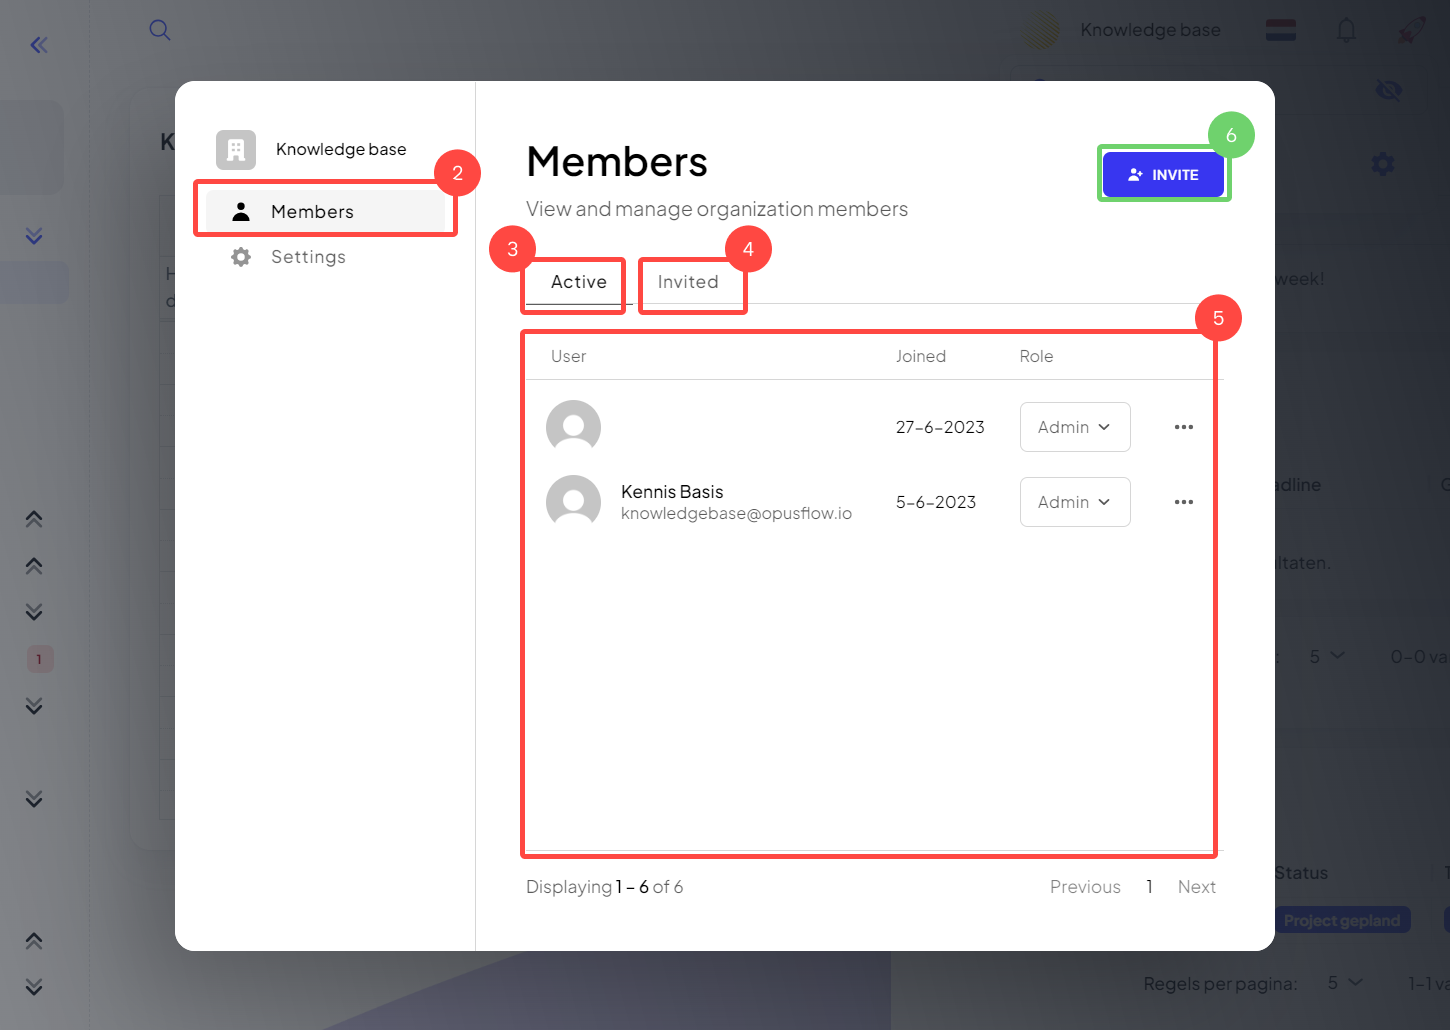 Knowledge base
K
Knowledge base
2
Members
Settings
Members
View and manage organization members
6
INVITE
3
Active
4
Invited
5
User Joined Role
27-6-2023 Admin
Kennis Basis
knowledgebase@opusflow.io
5-6-2023 Admin
Displaying 1 - 6 of 6
Previous 1 Next
H
d
week!
adline
ltaten.
: 5 0-0 va
1
Status
Project gepland
Regels per pagina: 5 1-1 va